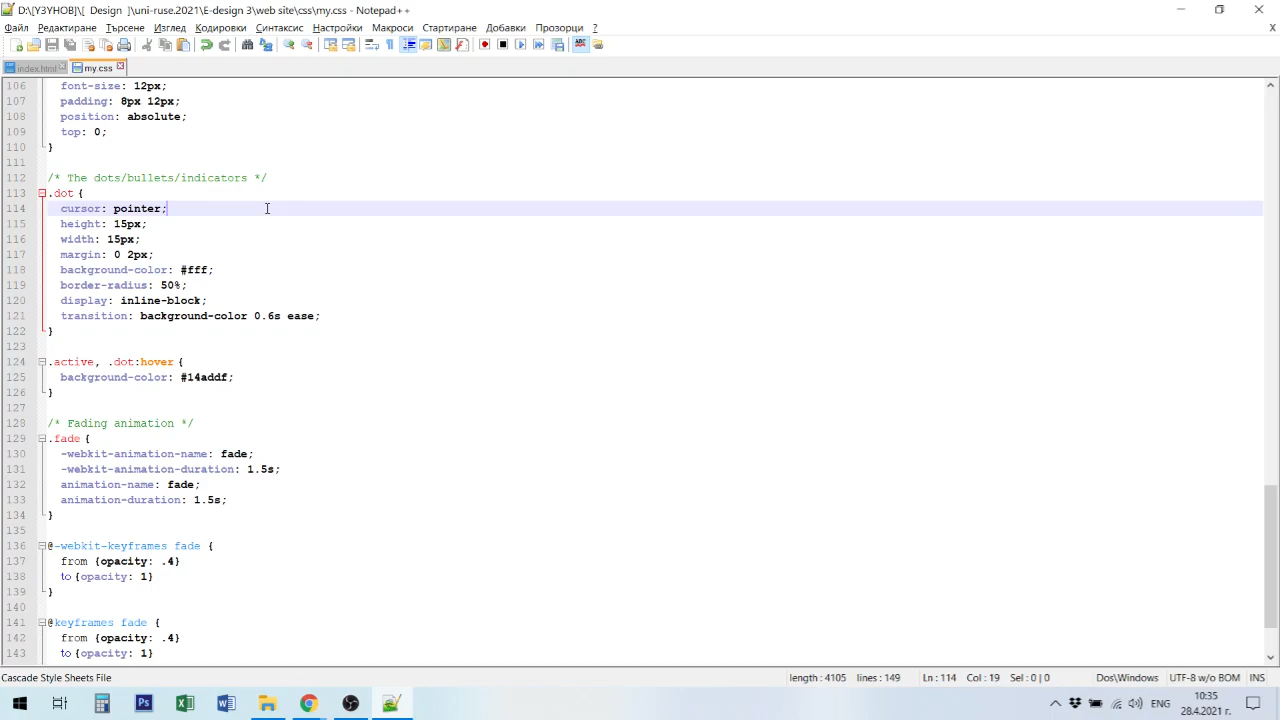 D:\[УЗУНОВ]\[ Design ]\uni-ruse.2021\E-design 3\web site\css\my.css - Notepad++
Файл Редактиране Търсене Изглед Кодировки Синтаксис Настройки Макроси Стартиране Добавки Прозорци ?
X
index.html my.css
106 font-size: 12px;
107 padding: 8px 12px;
108 position: absolute;
109 top: 0;
110 }
111
112 /* The dots/bullets/indicators */
113 .dot {
114 cursor: pointer;
115 height: 15px;
116 width: 15px;
117 margin: 0 2px;
118 background-color: #fff;
119 border-radius: 50%;
120 display: inline-block;
121 transition: background-color 0.6s ease;
122 }
123
124 .active, .dot:hover {
125 background-color: #14addf;
126 }
127
128 /* Fading animation */
129 .fade {
130 -webkit-animation-name: fade;
131 -webkit-animation-duration: 1.5s;
132 animation-name: fade;
133 animation-duration: 1.5s;
134 }
135
136 @-webkit-keyframes fade {
137 from {opacity: .4}
138 to {opacity: 1}
139 }
140
141 @keyframes fade {
142 from {opacity: .4}
143 to {opacity: 1}
Cascade Style Sheets File length : 4105 lines : 149 Ln : 114 Col : 19 Sel : 0 | 0 Dos\Windows UTF-8 w/o BOM INS
Ps ENG 10:35
28.4.2021 г.